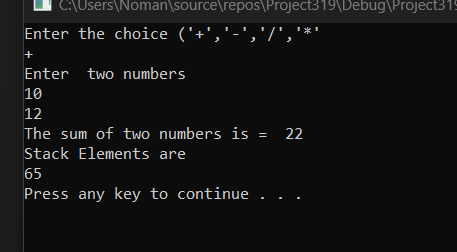 C:\Users\Noman\source\repos\Project319\Debug\Project319
Enter the choice ('+','-','/','*'
+
Enter  two numbers
10
12
The sum of two numbers is =  22
Stack Elements are
65
Press any key to continue . . .